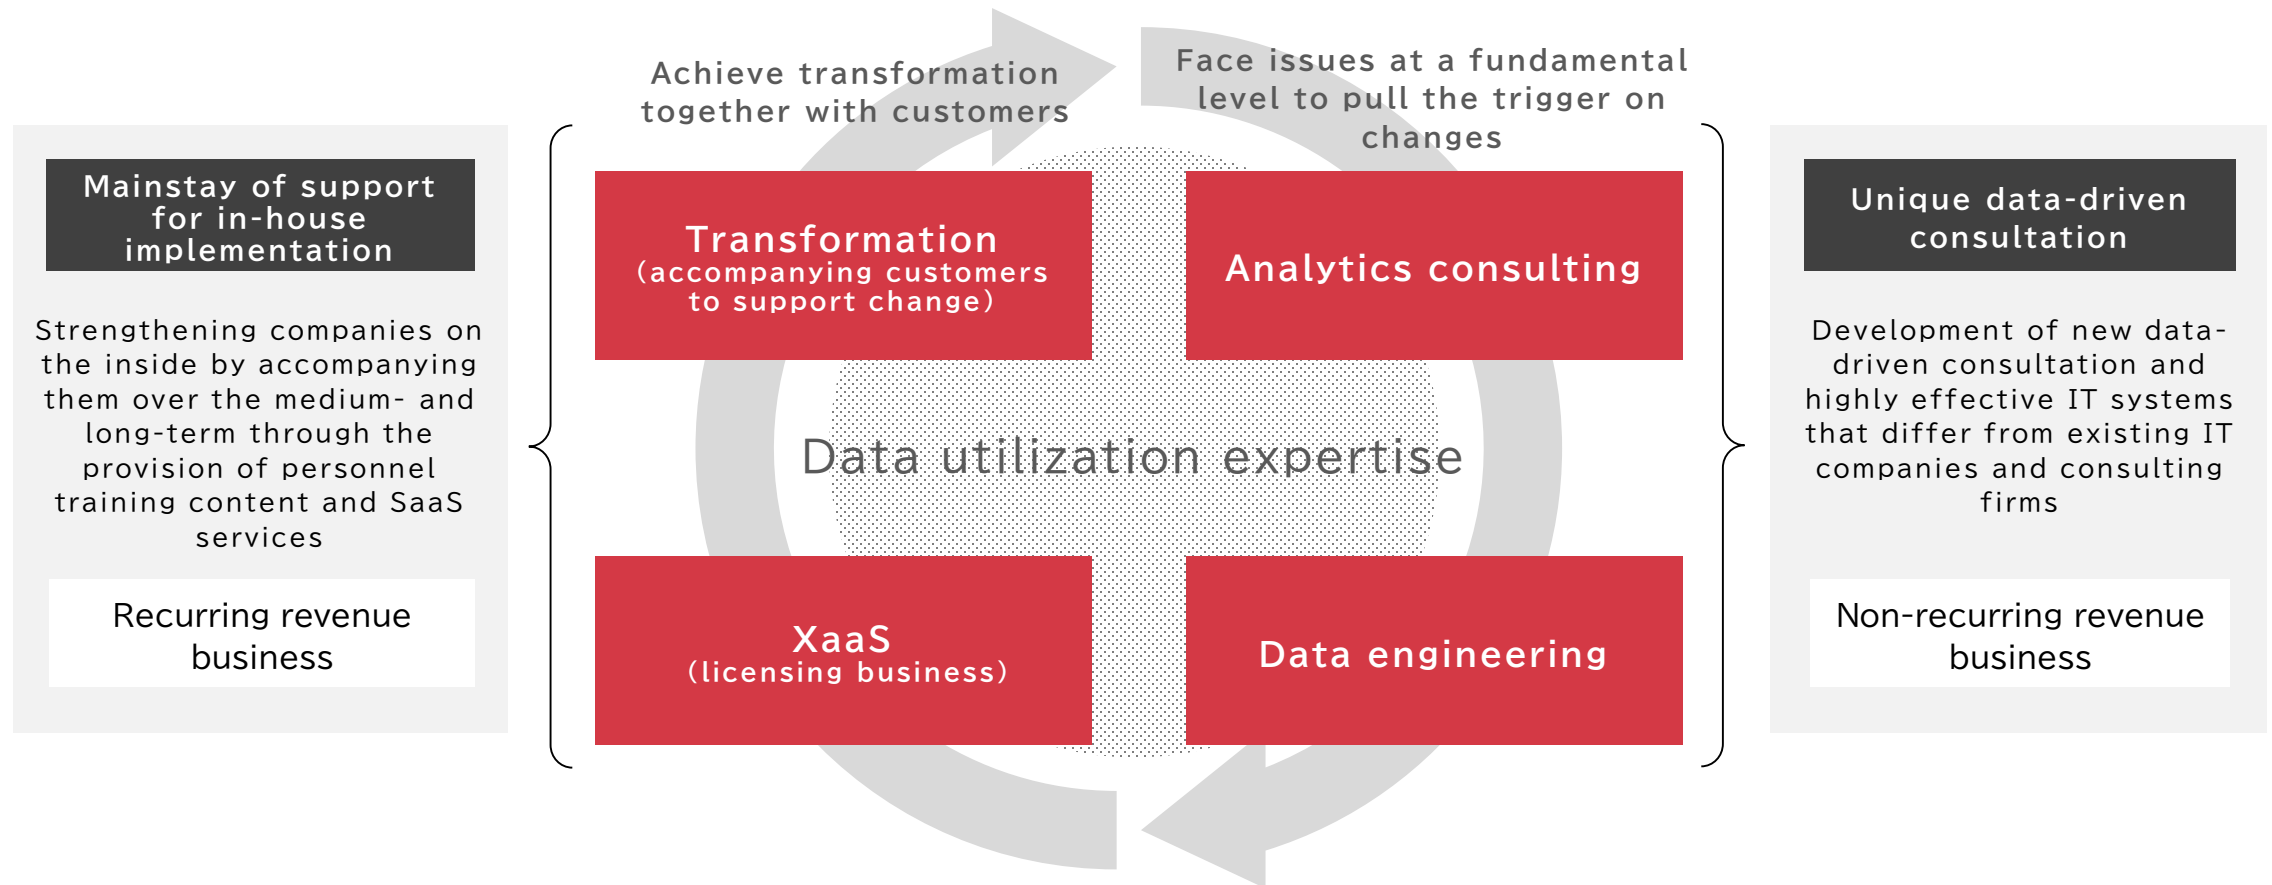 Achieve transformation
together with customers
Face issues at a fundamental
level to pull the trigger on
changes
Mainstay of support
for in-house
implementation
Strengthening companies on
the inside by accompanying
them over the medium- and
long-term through the
provision of personnel
training content and SaaS
services
Recurring revenue
business
Transformation
(accompanying customers
to support change)
Analytics consulting
Data utilization expertise
XaaS
(licensing business)
Data engineering
Unique data-driven
consultation
Development of new data-
driven consultation and
highly effective IT systems
that differ from existing IT
companies and consulting
firms
Non-recurring revenue
business